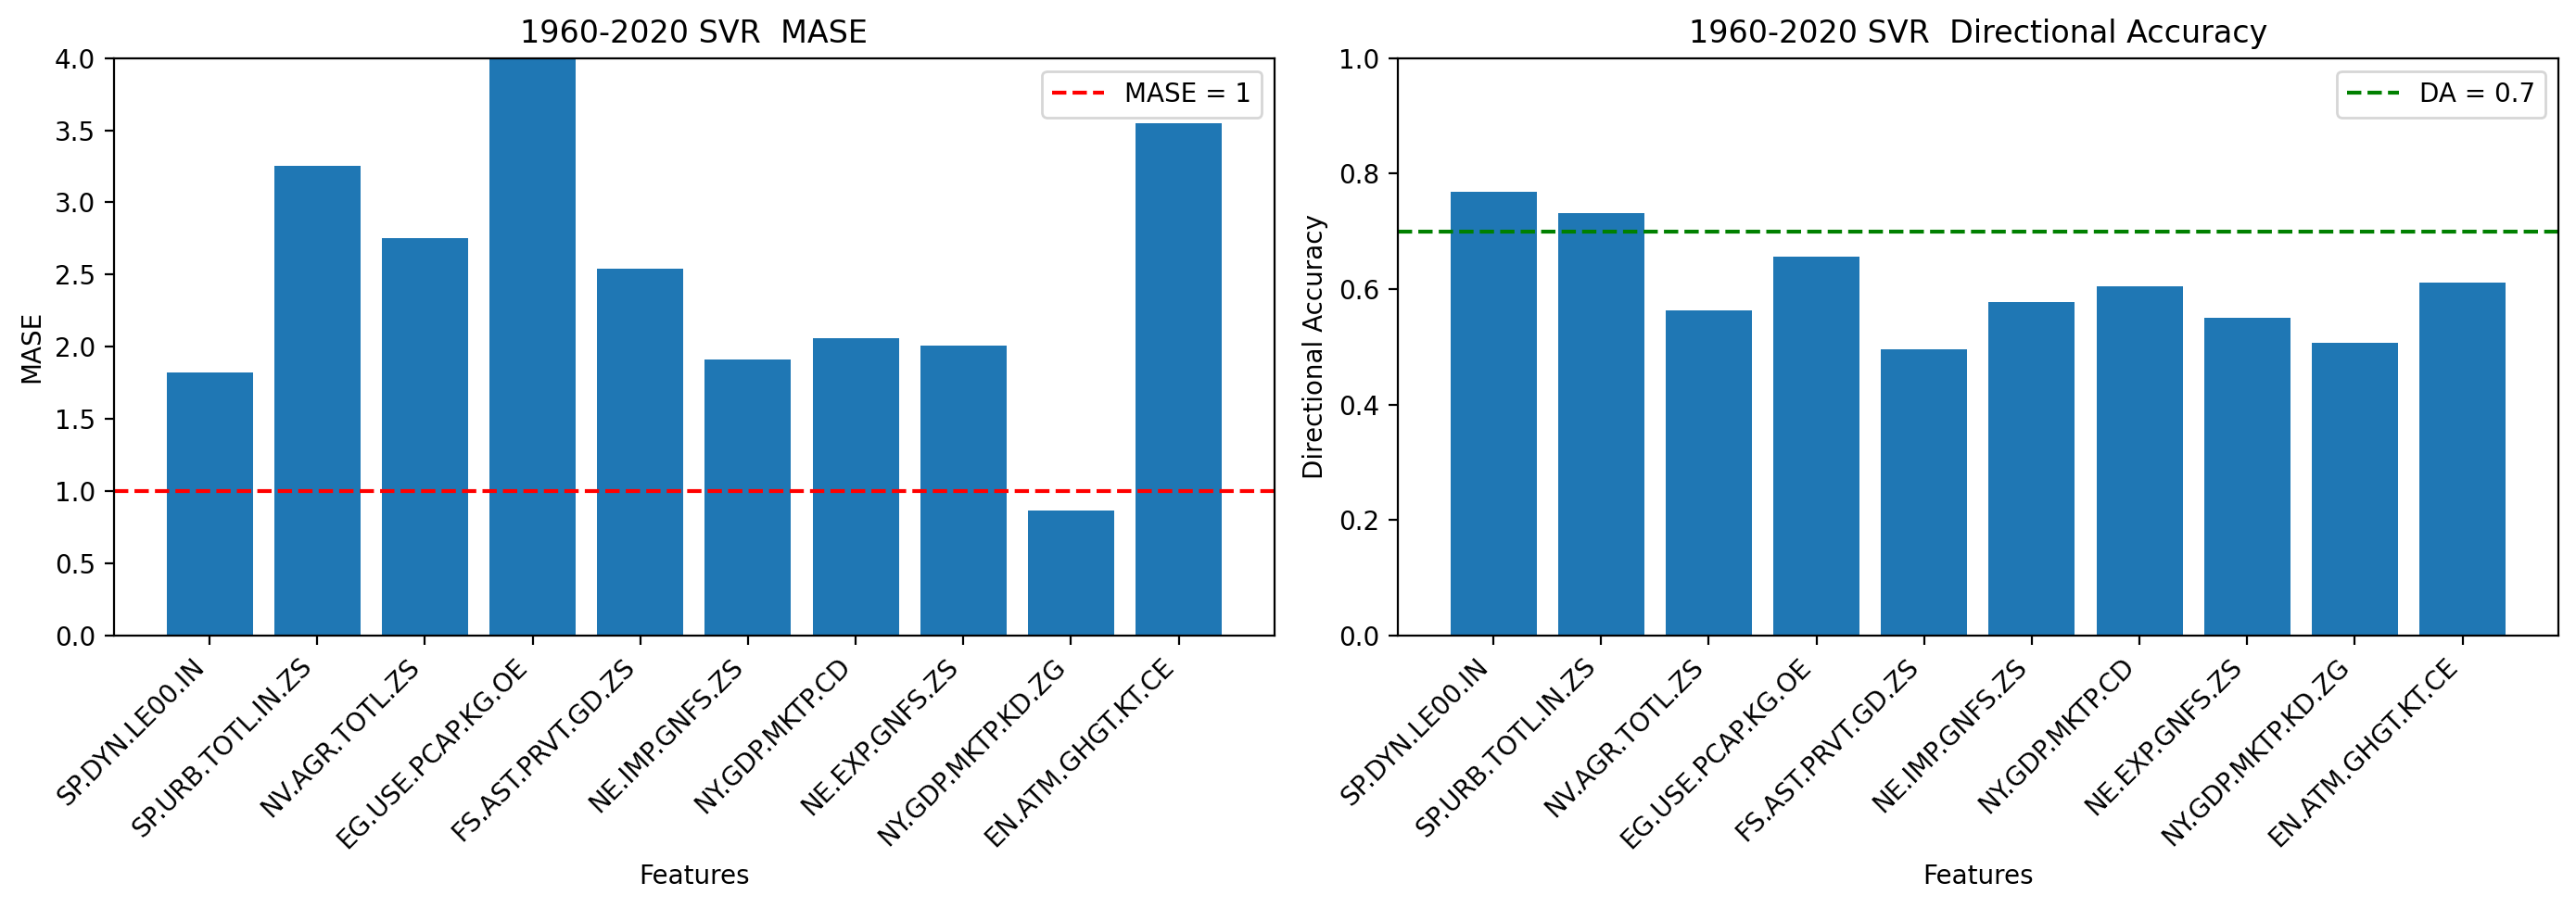 1960-2020 SVR  MASE
MASE
4.0
3.5
3.0
2.5
2.0
1.5
1.0
0.5
0.0
MASE = 1
SP.DYN.LE00.IN
SP.URB.TOTL.IN.ZS
NV.AGR.TOTL.ZS
EG.USE.PCAP.KG.OE
FS.AST.PRVT.GD.ZS
NE.IMP.GNFS.ZS
NY.GDP.MKTP.CD
NE.EXP.GNFS.ZS
NY.GDP.MKTP.KD.ZG
EN.ATM.GHGT.KT.CE
Features
1960-2020 SVR  Directional Accuracy
Directional Accuracy
1.0
0.8
0.6
0.4
0.2
0.0
DA = 0.7
SP.DYN.LE00.IN
SP.URB.TOTL.IN.ZS
NV.AGR.TOTL.ZS
EG.USE.PCAP.KG.OE
FS.AST.PRVT.GD.ZS
NE.IMP.GNFS.ZS
NY.GDP.MKTP.CD
NE.EXP.GNFS.ZS
NY.GDP.MKTP.KD.ZG
EN.ATM.GHGT.KT.CE
Features